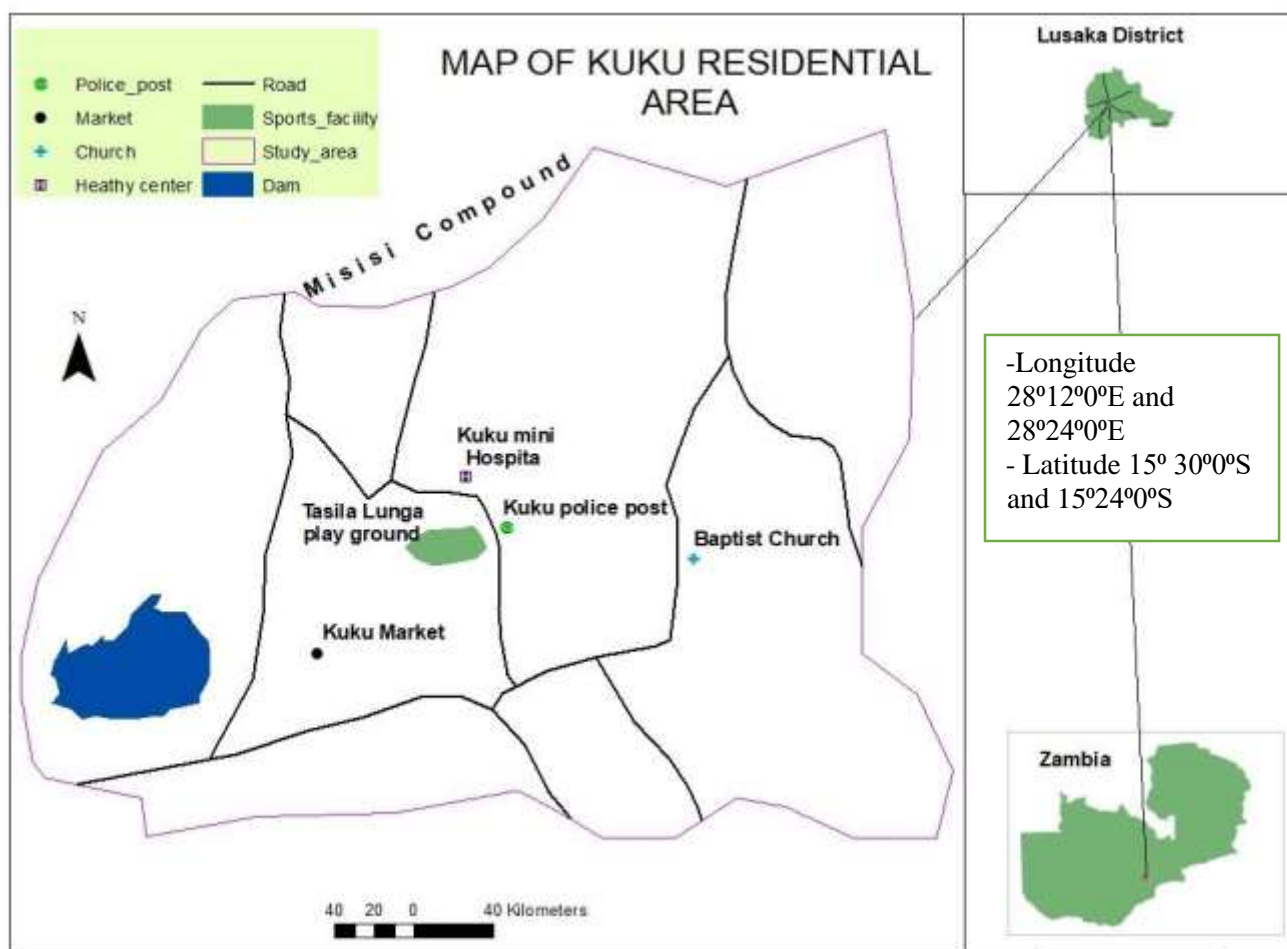 MAP OF KUKU RESIDENTIAL
AREA
Police_post
Road
Market
Sports_facility
Church
Study_area
Heathy center
Dam
Misisi Compound
N
Kuku mini
Hospita
Tasila Lunga
play ground
Kuku police post
Baptist Church
Kuku Market
40 20 0 40 Kilometers
Lusaka District
-Longitude
28º12º0ºE and
28º24º0ºE
- Latitude 15º 30º0ºS
and 15º24º0ºS
Zambia